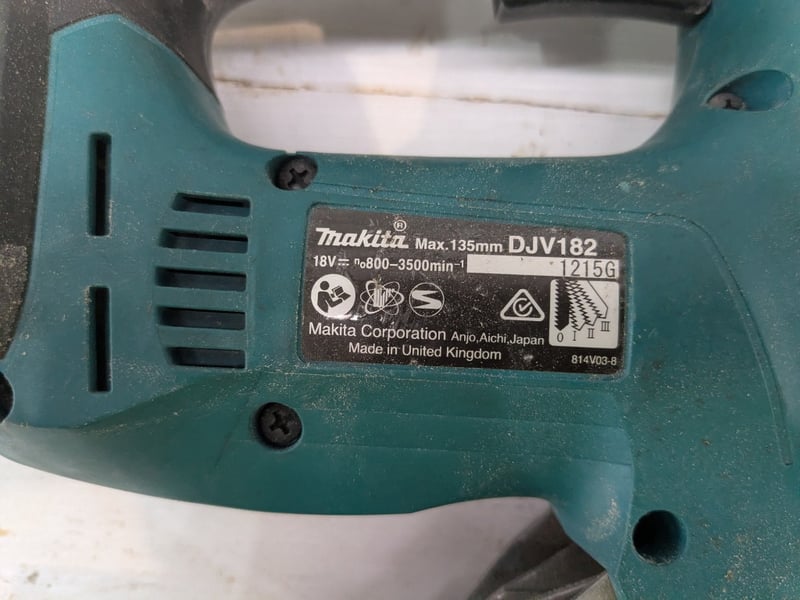 Makita® Max.135mm DJV182
18V⎓ n₀800–3500min⁻¹ 1215G
0 I II III
Makita Corporation Anjo,Aichi,Japan
Made in United Kingdom 814V03-8